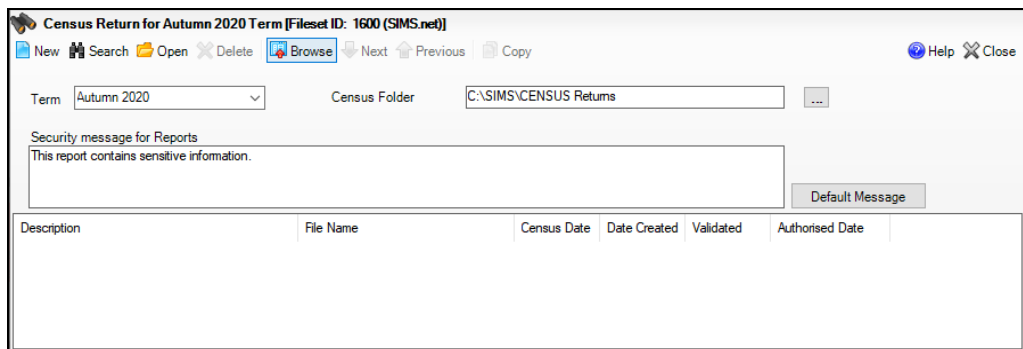 Census Return for Autumn 2020 Term [Fileset ID: 1600 (SIMS.net)]
New Search Open Delete Browse Next Previous Copy Help Close
Term Autumn 2020 Census Folder C:\SIMS\CENSUS Returns ...
Security message for Reports
This report contains sensitive information.
Default Message
Description File Name Census Date Date Created Validated Authorised Date